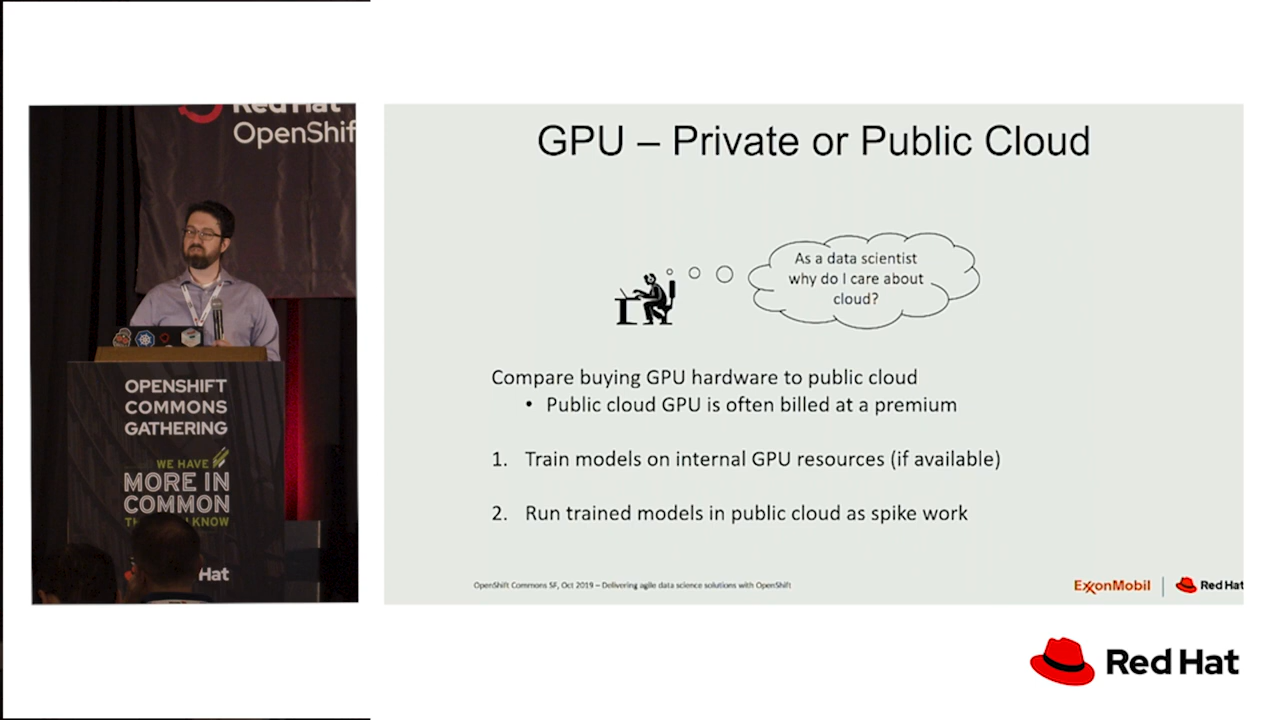 Red Hat
OpenShif
OPENSHIFT
COMMONS
GATHERING
WE HAVE
MORE IN
COMMON
KNOW
Hat
GPU – Private or Public Cloud
As a data scientist
why do I care about
cloud?
Compare buying GPU hardware to public cloud
• Public cloud GPU is often billed at a premium
1. Train models on internal GPU resources (if available)
2. Run trained models in public cloud as spike work
OpenShift Commons SF, Oct 2019 – Delivering agile data science solutions with OpenShift
ExxonMobil | Red Hat
Red Hat